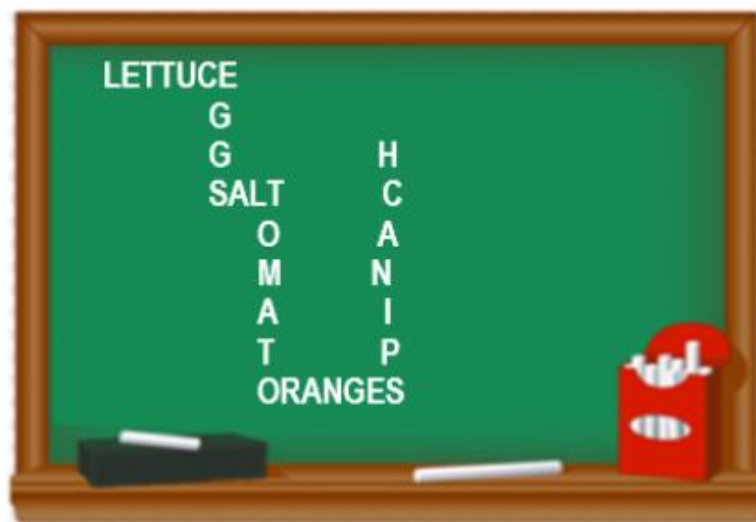 LETTUCE
G
G H
SALT C
O A
M N
A I
T P
ORANGES